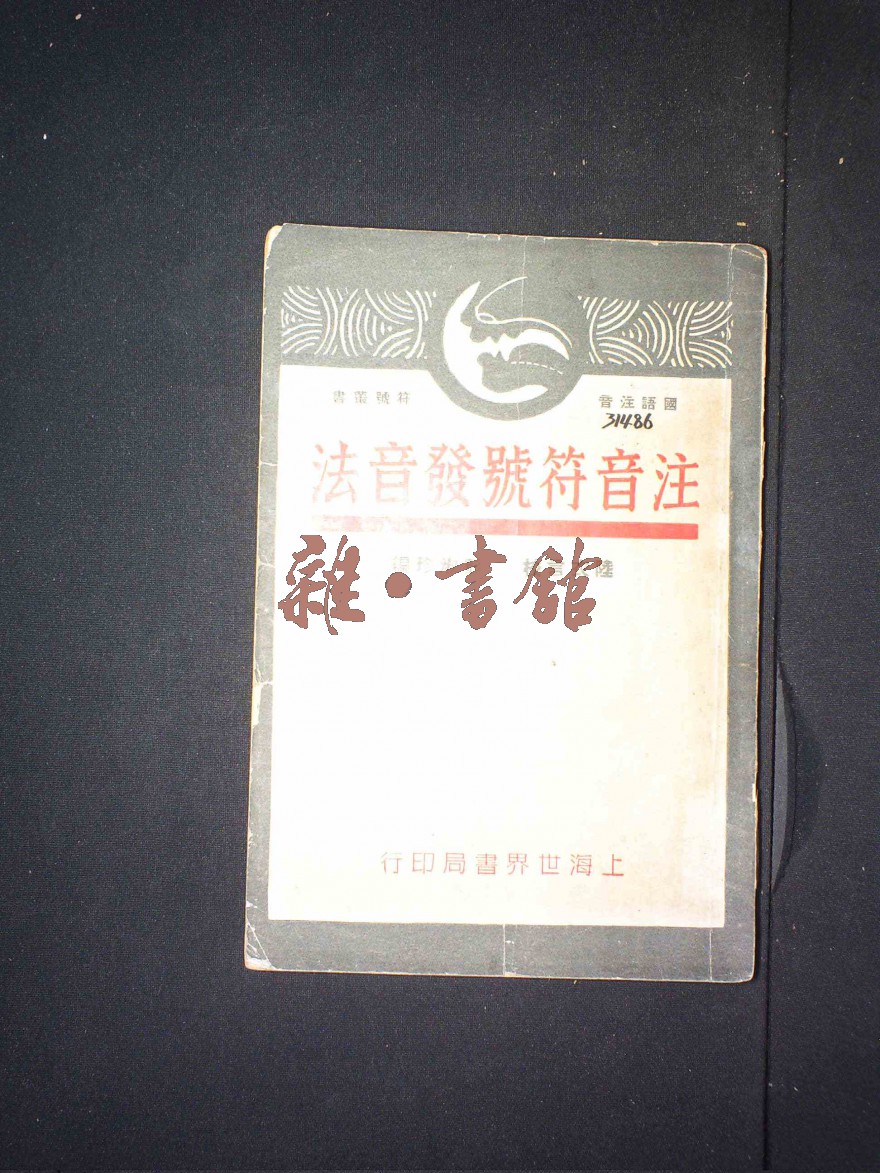 國語注音符號叢書
31486
注音符號發音法
陸
雜·書館
上海世界書局印行